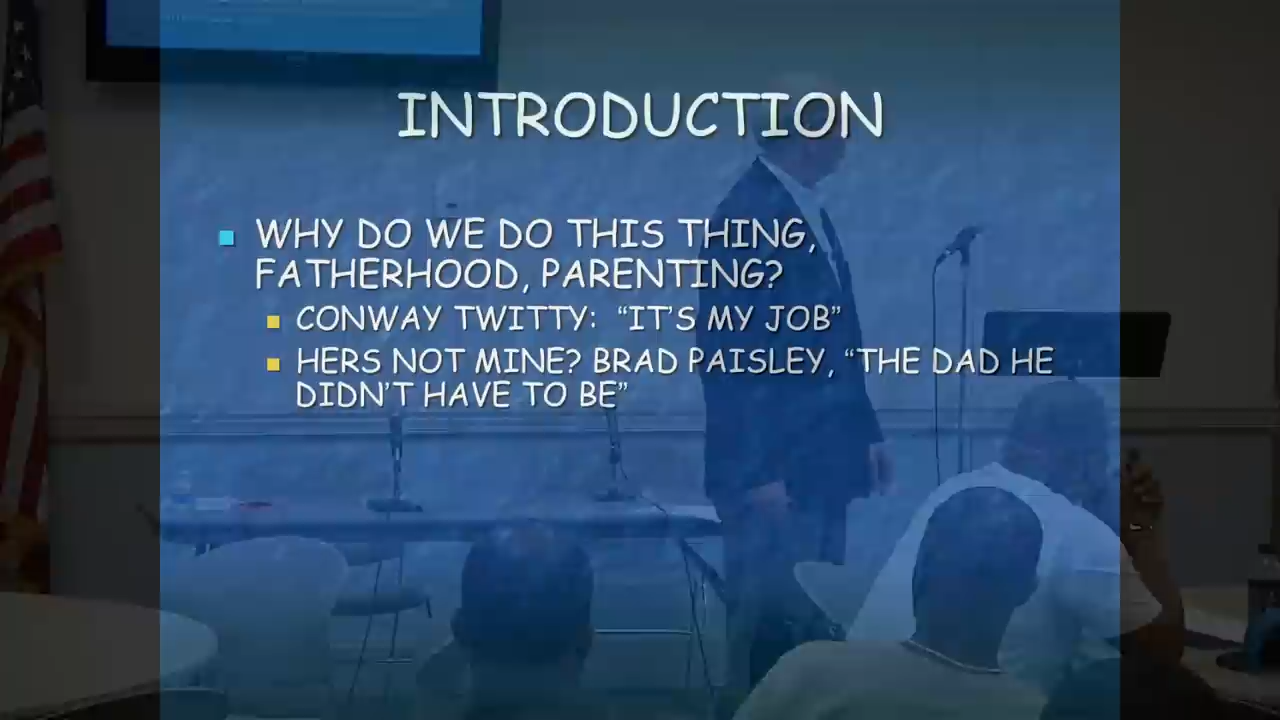 INTRODUCTION
WHY DO WE DO THIS THING,
FATHERHOOD, PARENTING?
CONWAY TWITTY: “IT’S MY JOB”
HERS NOT MINE? BRAD PAISLEY, “THE DAD HE
DIDN’T HAVE TO BE”